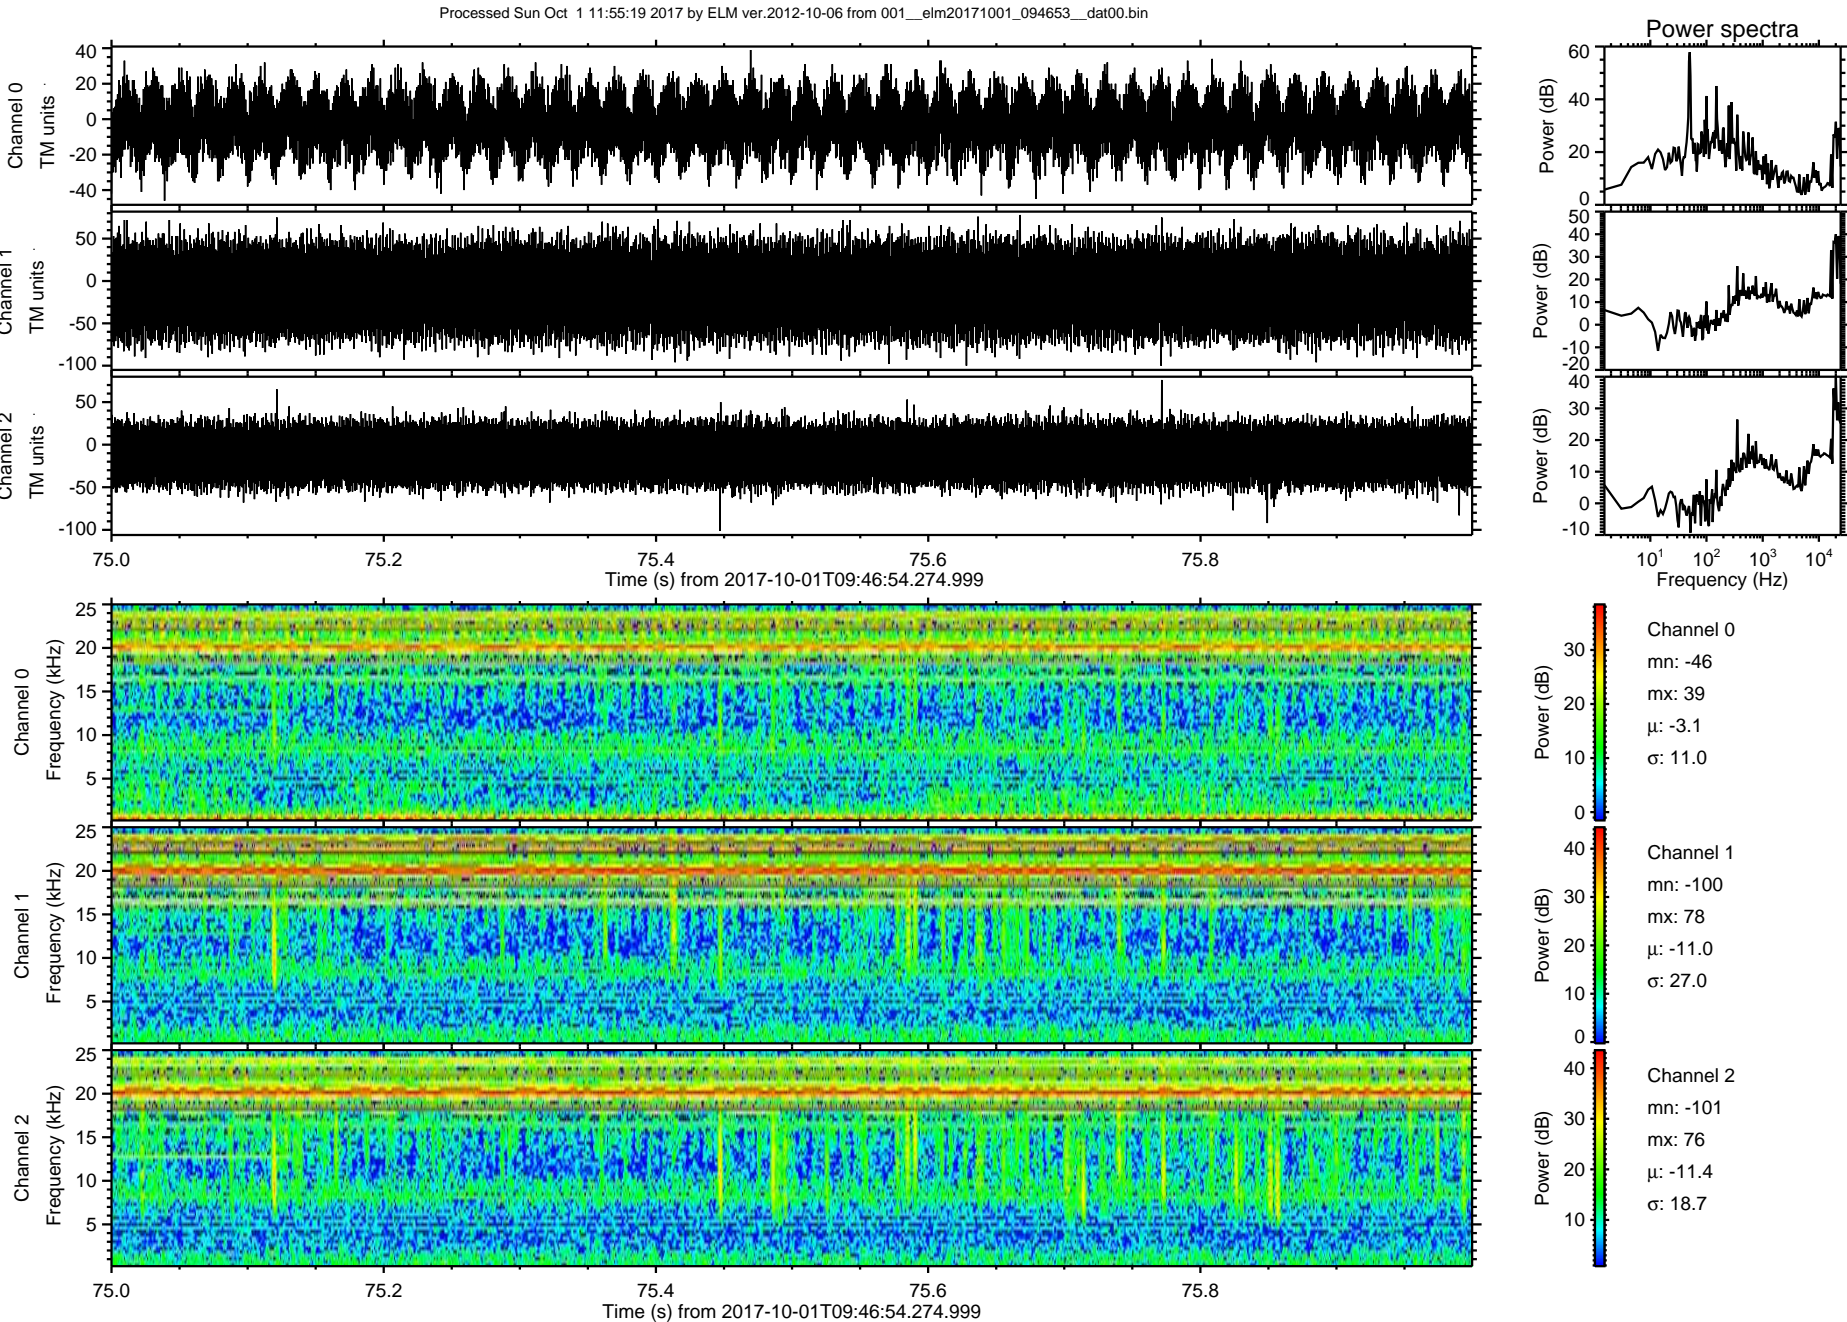 Processed Sun Oct 1 11:55:19 2017 by ELM ver.2012-10-06 from 001__elm20171001_094653__dat00.bin
Power spectra
Channel 0
TM units
40
20
0
-20
-40
Power (dB)
60
40
20
0
Channel 1
TM units
50
0
-50
-100
Power (dB)
50
40
30
20
10
0
-10
-20
Channel 2
TM units
50
0
-50
-100
Power (dB)
40
30
20
10
0
-10
75.0 75.2 75.4 75.6 75.8
Time (s) from 2017-10-01T09:46:54.274.999
10^1 10^2 10^3 10^4
Frequency (Hz)
Channel 0
Frequency (kHz)
25
20
15
10
5
Power (dB)
30
20
10
0
Channel 0
mn: -46
mx: 39
μ: -3.1
σ: 11.0
Channel 1
Frequency (kHz)
25
20
15
10
5
Power (dB)
40
30
20
10
0
Channel 1
mn: -100
mx: 78
μ: -11.0
σ: 27.0
Channel 2
Frequency (kHz)
25
20
15
10
5
Power (dB)
40
30
20
10
Channel 2
mn: -101
mx: 76
μ: -11.4
σ: 18.7
75.0 75.2 75.4 75.6 75.8
Time (s) from 2017-10-01T09:46:54.274.999